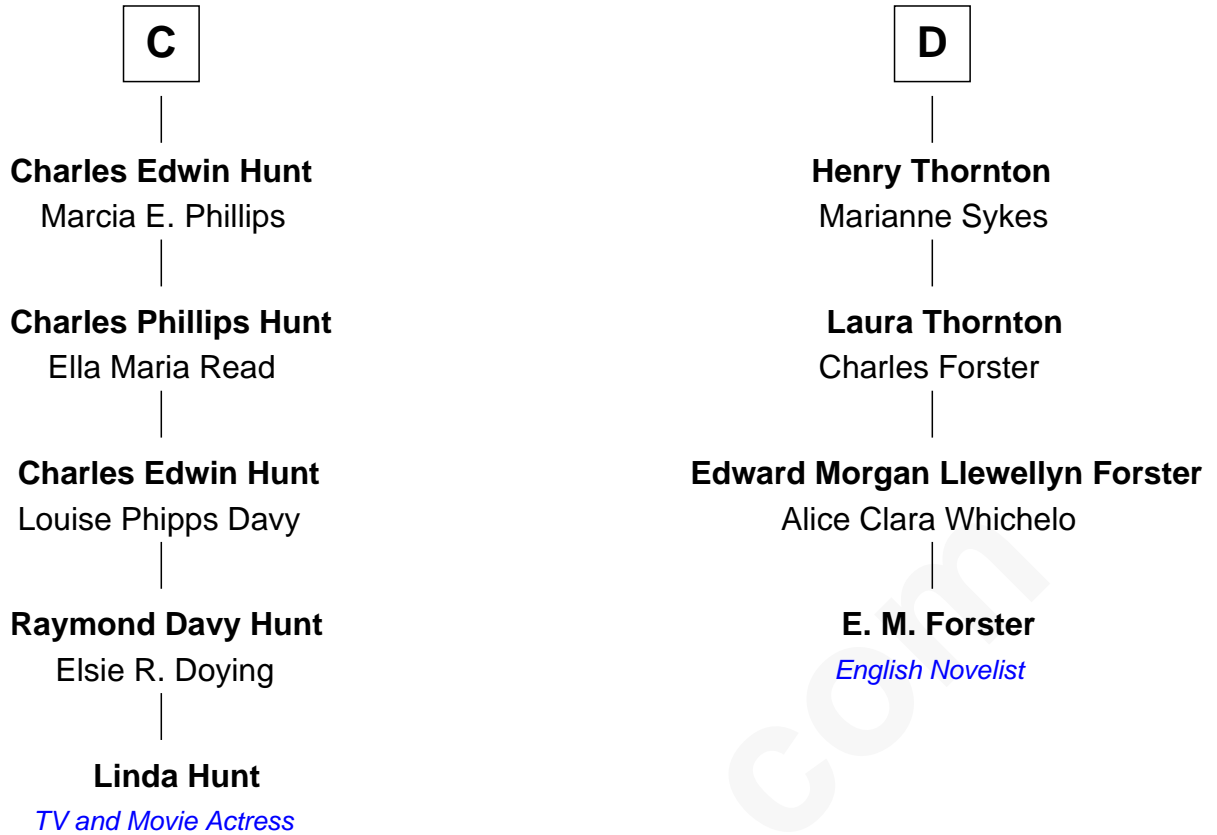 C
Charles Edwin Hunt
Marcia E. Phillips
Charles Phillips Hunt
Ella Maria Read
Charles Edwin Hunt
Louise Phipps Davy
Raymond Davy Hunt
Elsie R. Doying
Linda Hunt
TV and Movie Actress
D
Henry Thornton
Marianne Sykes
Laura Thornton
Charles Forster
Edward Morgan Llewellyn Forster
Alice Clara Whichelo
E. M. Forster
English Novelist
com